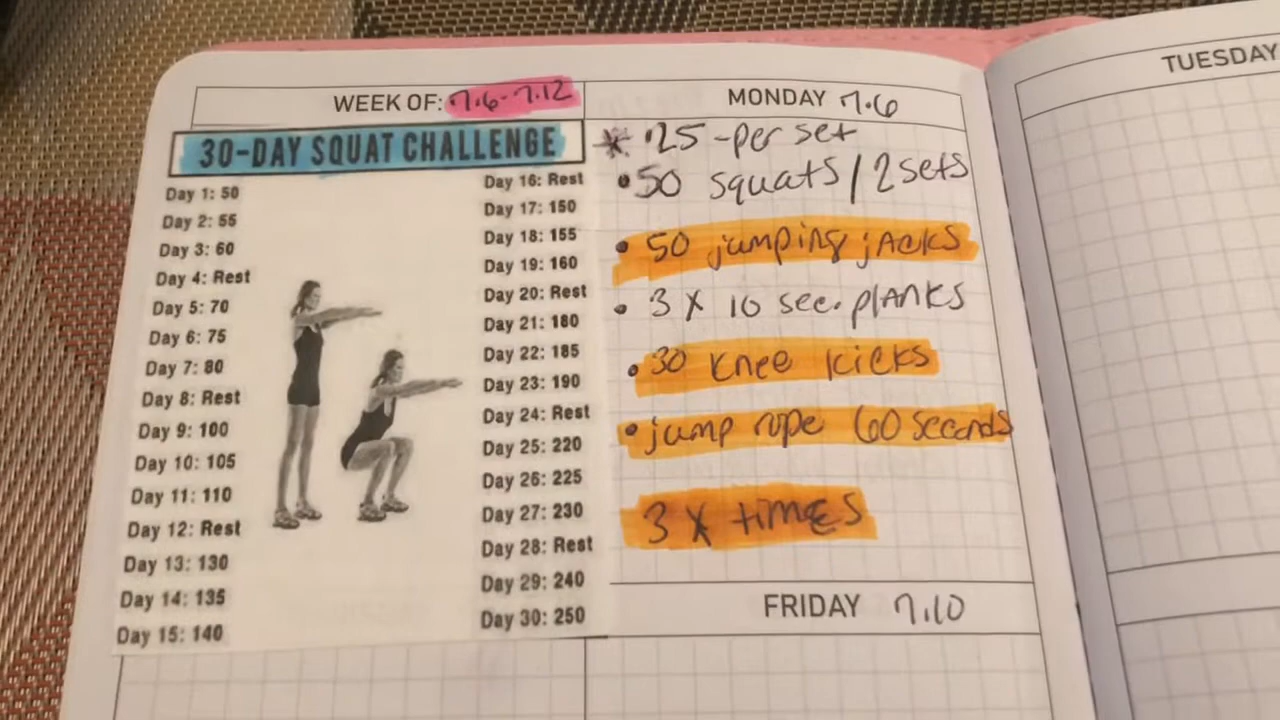 WEEK OF: 7.6-7.12
30-DAY SQUAT CHALLENGE
Day 1: 50
Day 2: 55
Day 3: 60
Day 4: Rest
Day 5: 70
Day 6: 75
Day 7: 80
Day 8: Rest
Day 9: 100
Day 10: 105
Day 11: 110
Day 12: Rest
Day 13: 130
Day 14: 135
Day 15: 140
Day 16: Rest
Day 17: 150
Day 18: 155
Day 19: 160
Day 20: Rest
Day 21: 180
Day 22: 185
Day 23: 190
Day 24: Rest
Day 25: 220
Day 26: 225
Day 27: 230
Day 28: Rest
Day 29: 240
Day 30: 250
MONDAY 7.6
* 25 -per set
• 50 squats / 2 sets
• 50 jumping jacks
• 3 x 10 sec. planks
• 30 knee kicks
• jump rope 60 seconds
3 x times
FRIDAY 7.10
TUESDAY